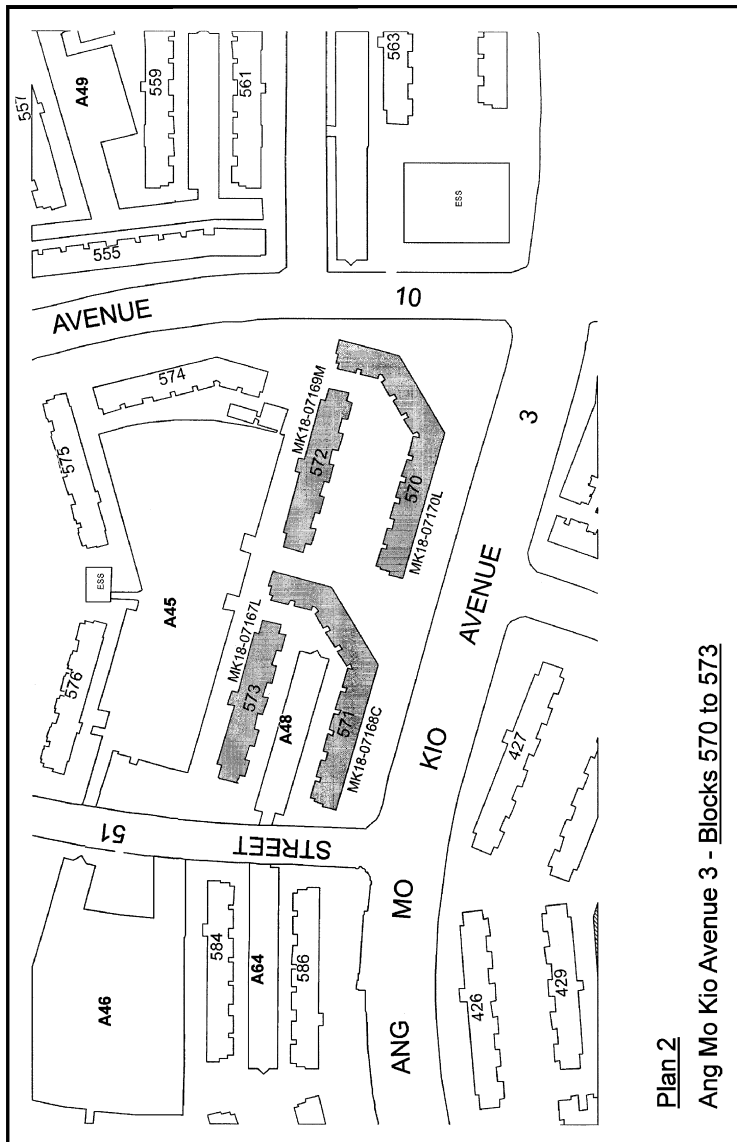 557
A49
559
561
563
ESS
555
AVENUE
10
574
575
MK18-07169M
572
570
MK18-07170L
3
ESS
A45
576
MK18-07167L
573
A48
571
MK18-07168C
AVENUE
KIO
427
51
STREET
MO
ANG
A46
584
A64
586
426
429
Plan 2
Ang Mo Kio Avenue 3 - Blocks 570 to 573